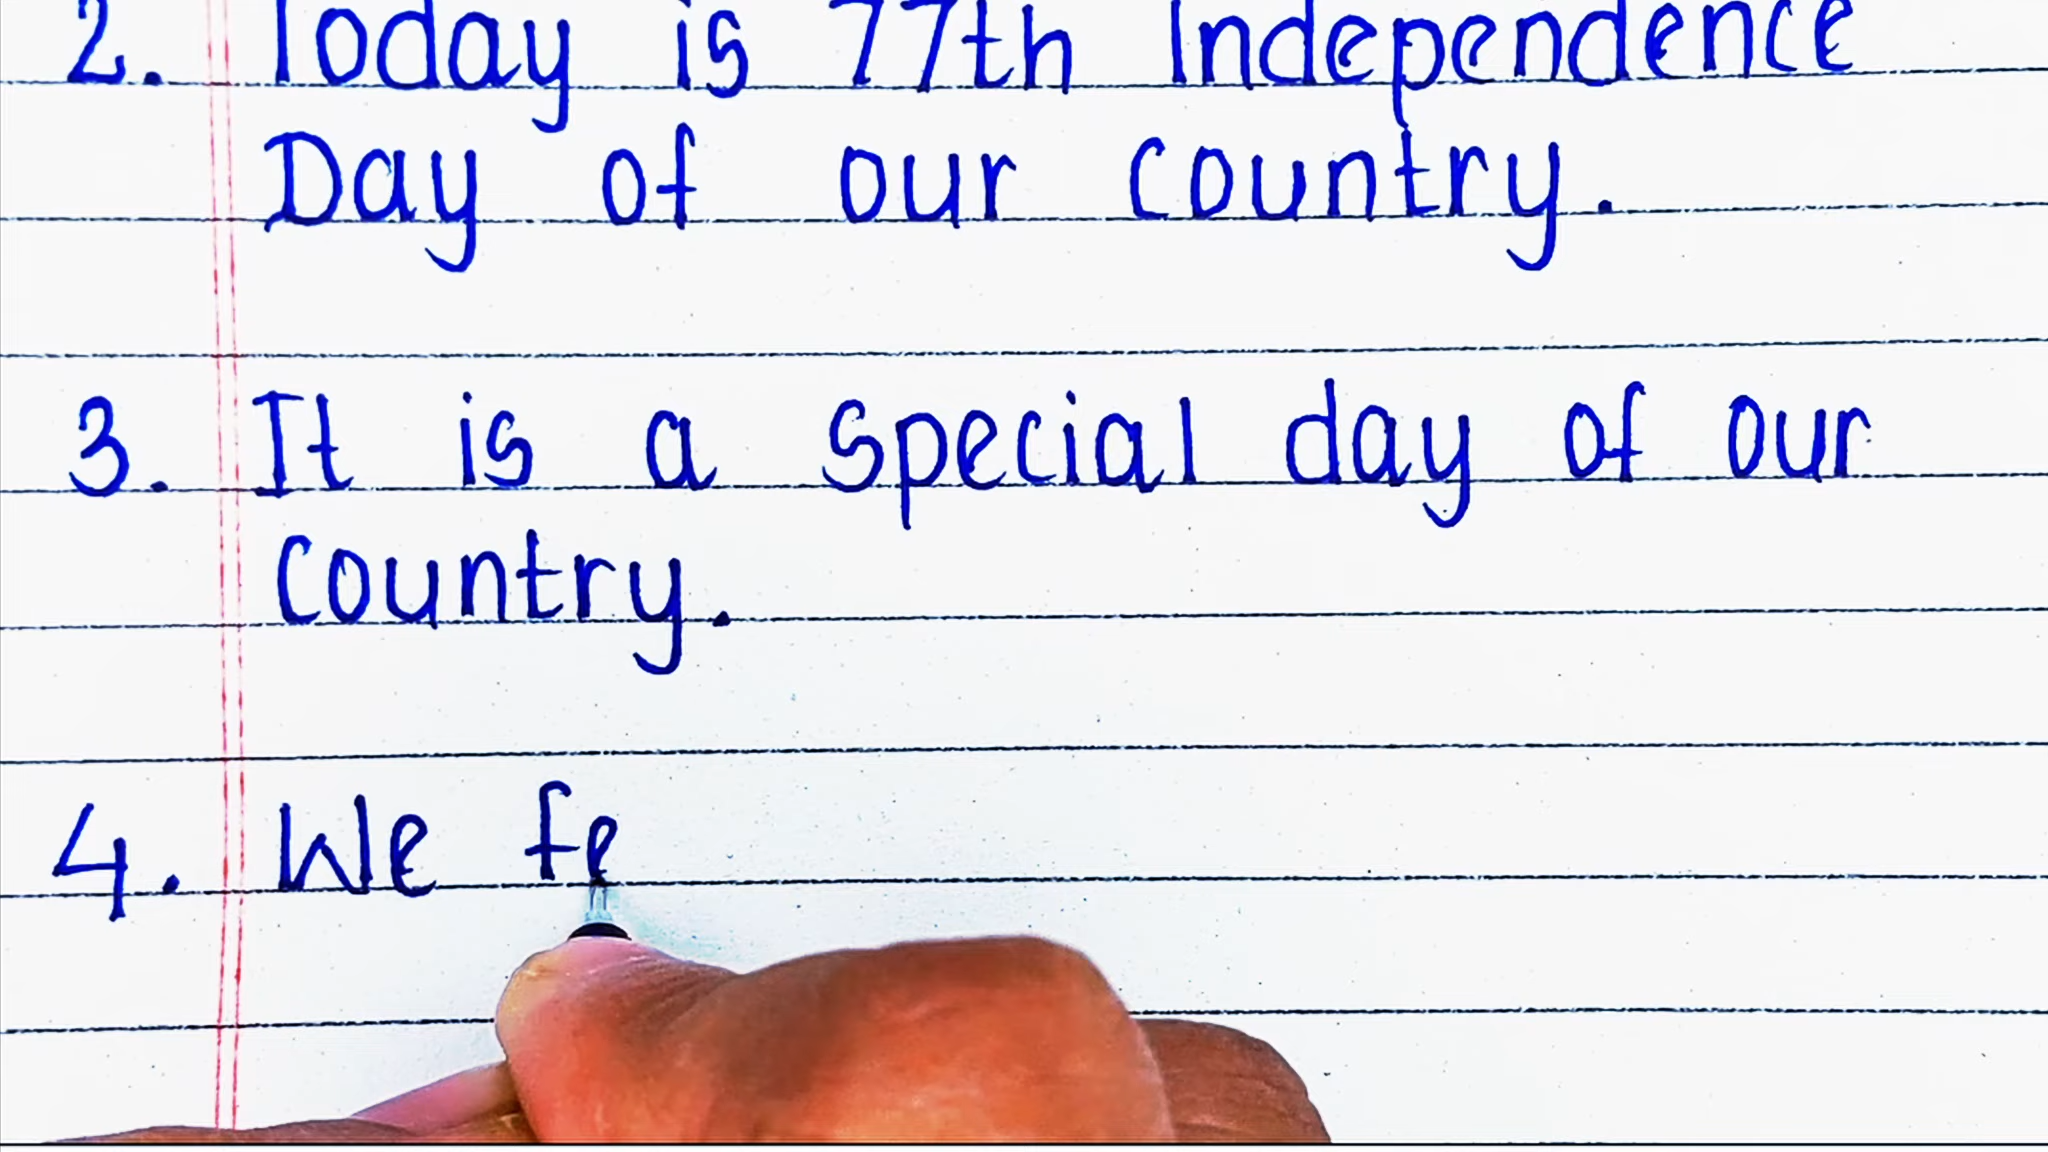 2. Today is 77th Independence
Day of our country.
3. It is a special day of our
country.
4. We fe